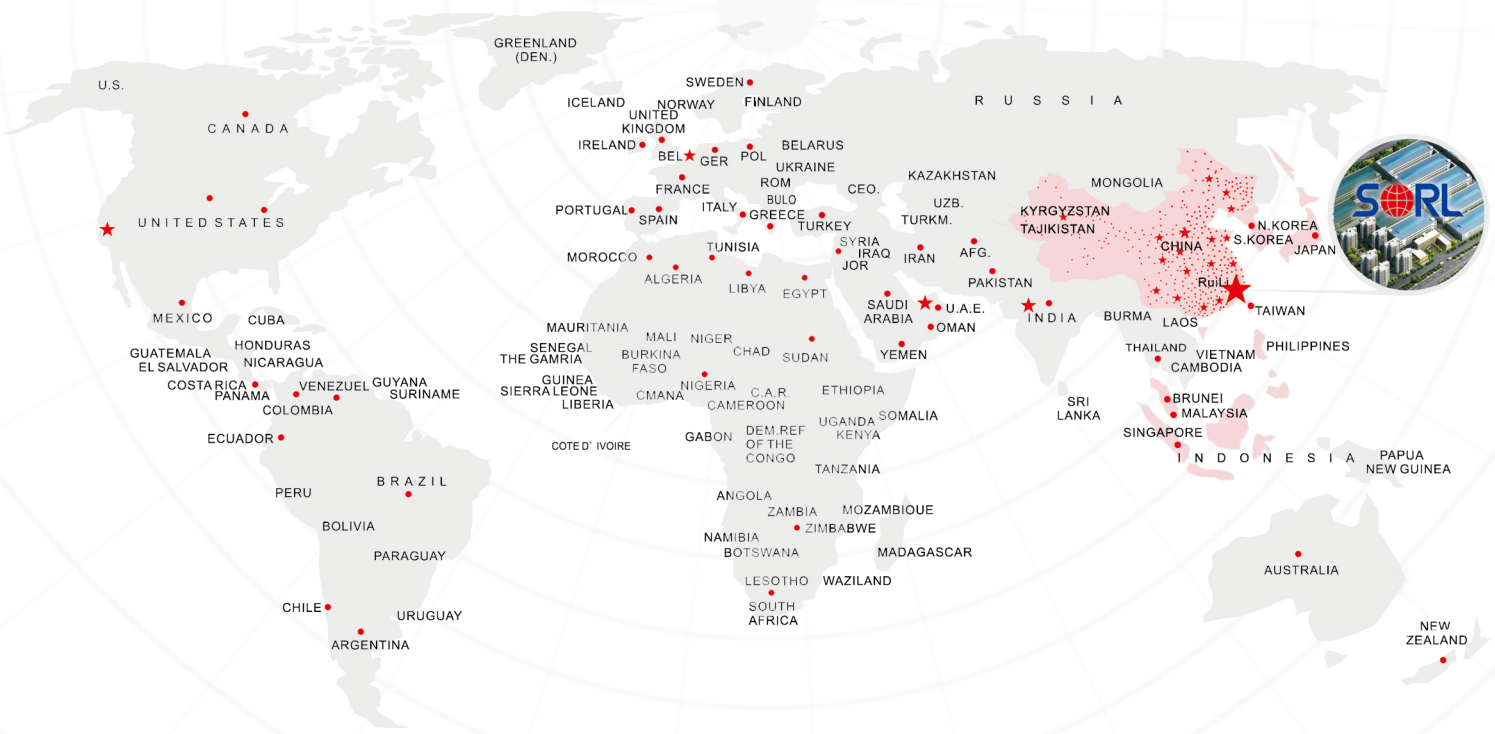 GREENLAND
(DEN.)
U.S.
SWEDEN
ICELAND
NORWAY
FINLAND
R U S S I A
UNITED
KINGDOM
CANADA
IRELAND
BEL
GER
POL
BELARUS
UKRAINE
FRANCE
ROM
CEO.
KAZAKHSTAN
MONGOLIA
BULO
UZB.
SORL
PORTUGAL
SPAIN
ITALY
GREECE
TURKEY
TURKM.
KYRGYZSTAN
TAJIKISTAN
UNITED STATES
N.KOREA
S.KOREA
JAPAN
CHINA
MOROCCO
TUNISIA
SYRIA
IRAQ
JOR
IRAN
AFG.
ALGERIA
LIBYA
EGYPT
PAKISTAN
RuiLi
SAUDI
ARABIA
U.A.E.
OMAN
INDIA
BURMA
LAOS
TAIWAN
MEXICO
CUBA
MAURITANIA
MALI
NIGER
CHAD
SUDAN
YEMEN
THAILAND
VIETNAM
CAMBODIA
PHILIPPINES
HONDURAS
GUATEMALA
EL SALVADOR
NICARAGUA
SENEGAL
THE GAMRIA
BURKINA
FASO
COSTA RICA
PANAMA
VENEZUEL
GUYANA
SURINAME
GUINEA
SIERRA LEONE
LIBERIA
CMANA
NIGERIA
CAMEROON
C.A.R.
ETHIOPIA
COLOMBIA
SRI
LANKA
BRUNEI
MALAYSIA
SINGAPORE
ECUADOR
COTE D` IVOIRE
GABON
DEM.REF
OF THE
CONGO
UGANDA
KENYA
SOMALIA
I N D O N E S I A
PAPUA
NEW GUINEA
TANZANIA
BRAZIL
PERU
ANGOLA
ZAMBIA
MOZAMBIOUE
BOLIVIA
ZIMBABWE
NAMIBIA
BOTSWANA
MADAGASCAR
PARAGUAY
LESOTHO
WAZILAND
AUSTRALIA
CHILE
URUGUAY
SOUTH
AFRICA
ARGENTINA
NEW
ZEALAND